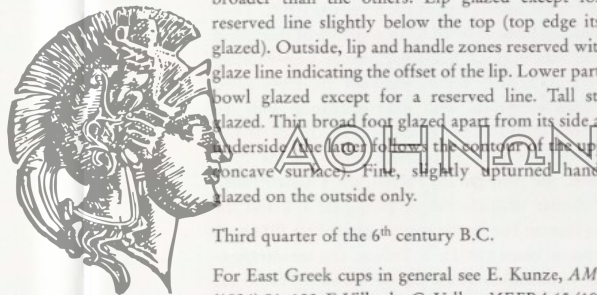 broader than the others. Lip glazed except for
reserved line slightly below the top (top edge its
glazed). Outside, lip and handle zones reserved wit
glaze line indicating the offset of the lip. Lower part
bowl glazed except for a reserved line. Tall st
glazed. Thin broad foot glazed apart from its side a
underside (the latter follows the contour of the up
concave surface). Fine, slightly upturned hand
glazed on the outside only.
ΑΘΗΝΩΝ
Third quarter of the 6th century B.C.
For East Greek cups in general see E. Kunze, AM